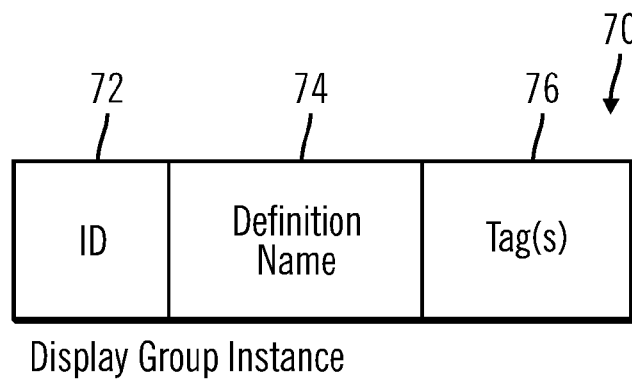 70
72 74 76
ID
Definition
Name
Tag(s)
Display Group Instance